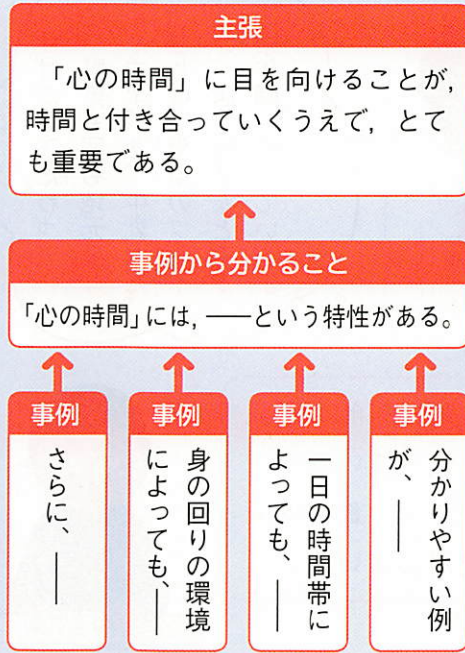 主張
「心の時間」に目を向けることが,
時間と付き合っていくうえで，とて
も重要である。
事例から分かること
「心の時間」には,――という特性がある。
事例
分かりやすい例
が、――
事例
一日の時間帯に
よっても、――
事例
身の回りの環境
によっても、――
事例
さらに、――